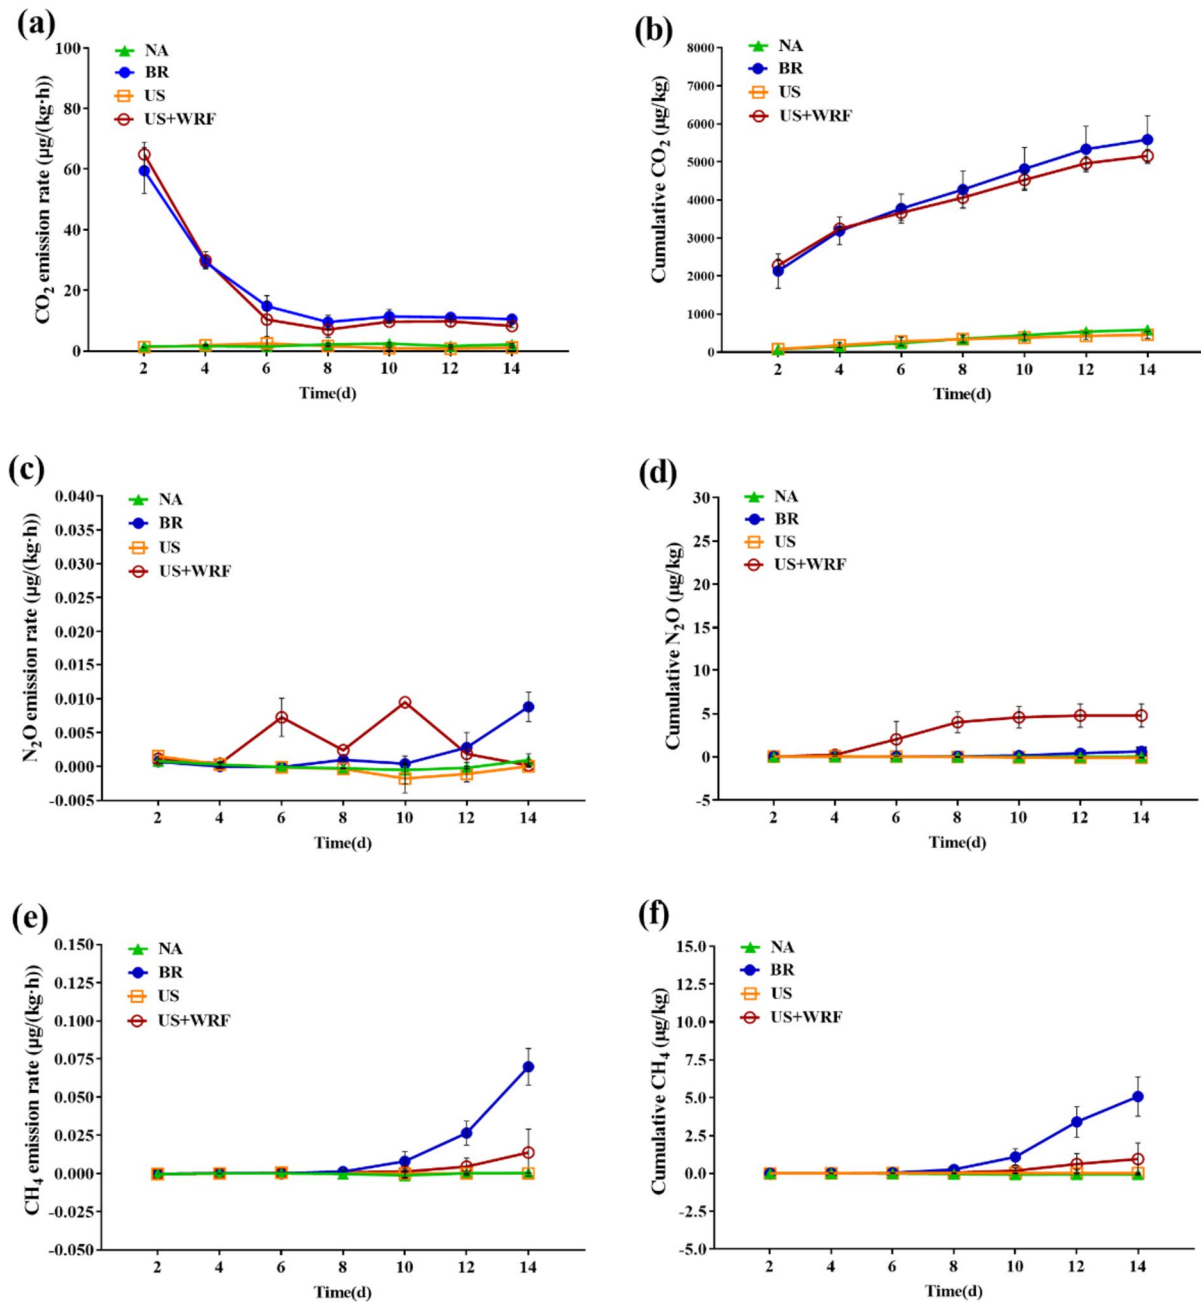 (a)
CO2 emission rate (µg/(kg·h))
NA
BR
US
US+WRF
100
80
60
40
20
0
2 4 6 8 10 12 14
Time(d)
(b)
Cumulative CO2 (µg/kg)
NA
BR
US
US+WRF
8000
7000
6000
5000
4000
3000
2000
1000
0
2 4 6 8 10 12 14
Time(d)
(c)
N2O emission rate (µg/(kg·h))
NA
BR
US
US+WRF
0.040
0.035
0.030
0.025
0.020
0.015
0.010
0.005
0.000
-0.005
2 4 6 8 10 12 14
Time(d)
(d)
Cumulative N2O (µg/kg)
NA
BR
US
US+WRF
30
25
20
15
10
5
0
-5
2 4 6 8 10 12 14
Time(d)
(e)
CH4 emission rate (µg/(kg·h))
NA
BR
US
US+WRF
0.150
0.125
0.100
0.075
0.050
0.025
0.000
-0.025
-0.050
2 4 6 8 10 12 14
Time(d)
(f)
Cumulative CH4 (µg/kg)
NA
BR
US
US+WRF
15.0
12.5
10.0
7.5
5.0
2.5
0.0
-2.5
-5.0
2 4 6 8 10 12 14
Time(d)